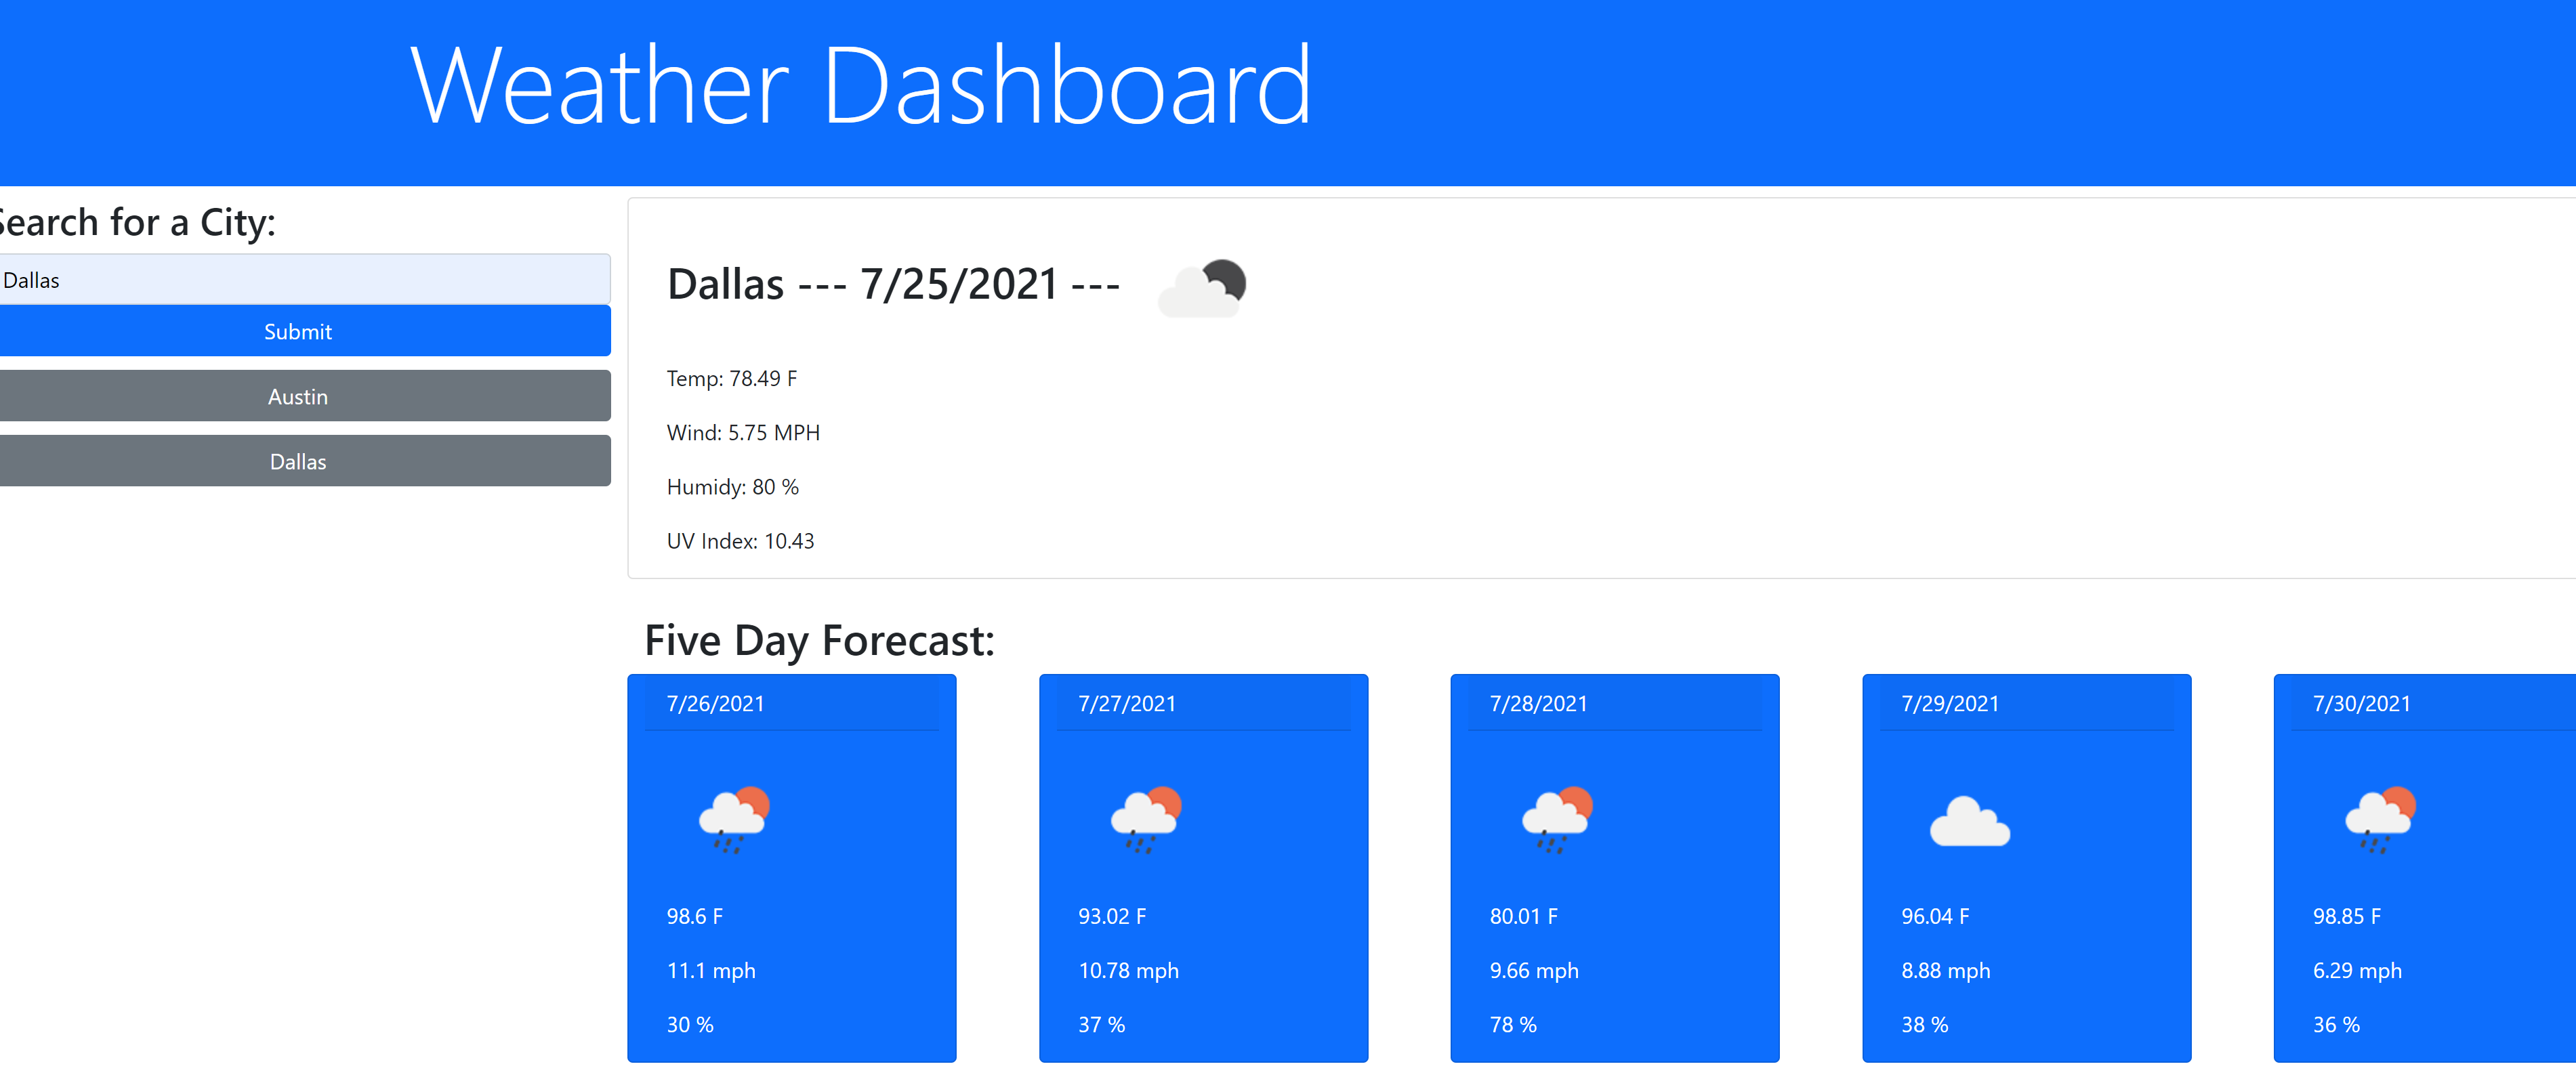 Weather Dashboard
Search for a City:
Dallas
Submit
Austin
Dallas
Dallas --- 7/25/2021 ---
Temp: 78.49 F
Wind: 5.75 MPH
Humidy: 80 %
UV Index: 10.43
Five Day Forecast:
7/26/2021
98.6 F
11.1 mph
30 %
7/27/2021
93.02 F
10.78 mph
37 %
7/28/2021
80.01 F
9.66 mph
78 %
7/29/2021
96.04 F
8.88 mph
38 %
7/30/2021
98.85 F
6.29 mph
36 %